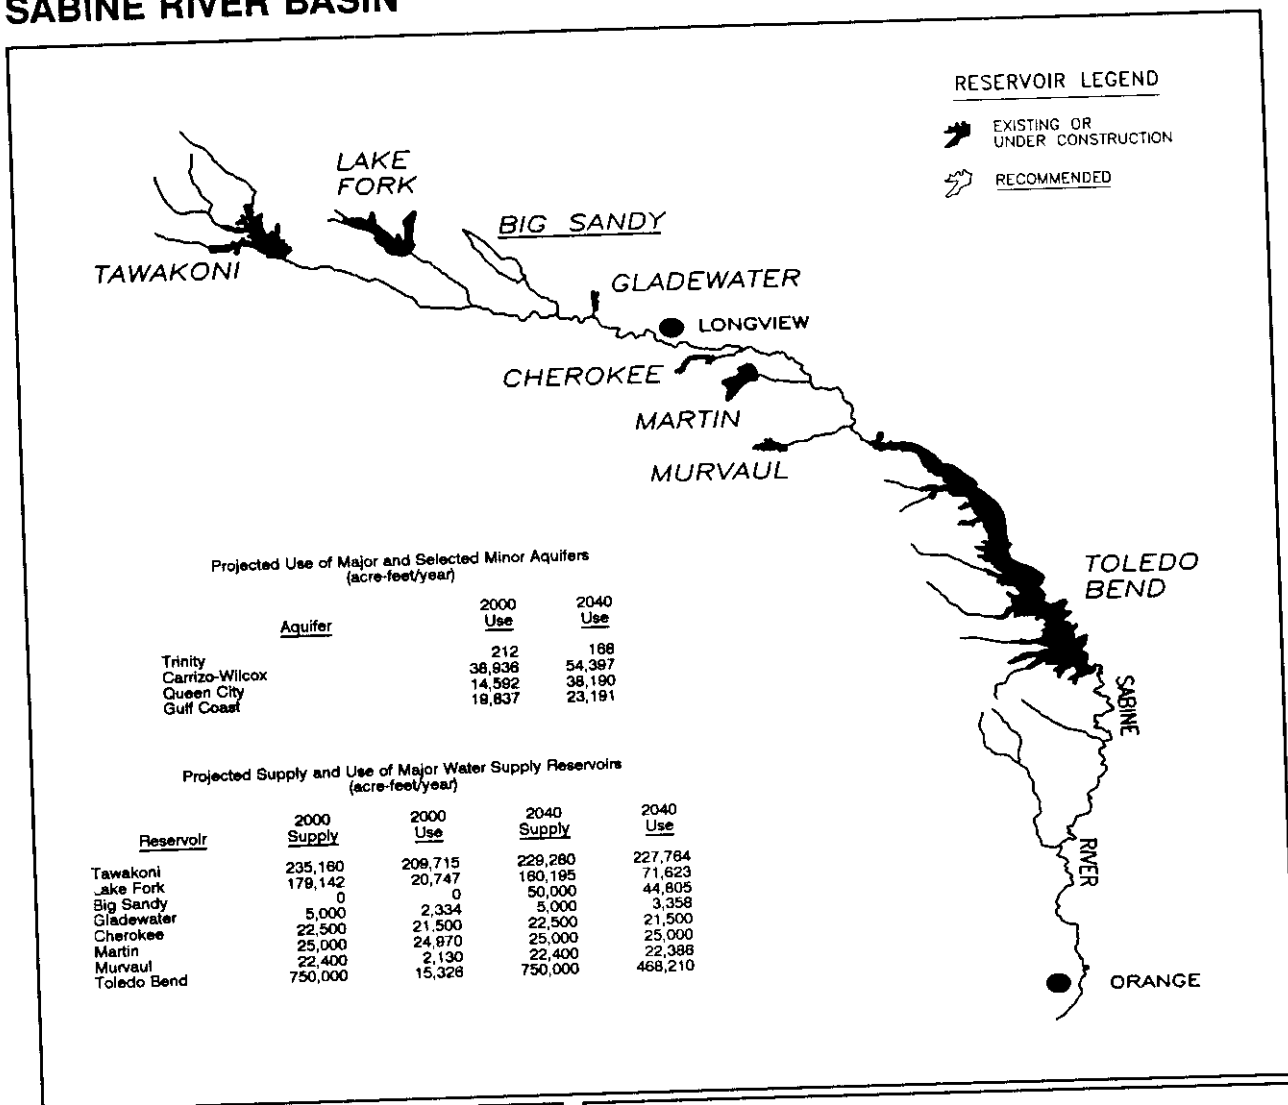 SABINE RIVER BASIN
RESERVOIR LEGEND
EXISTING OR
UNDER CONSTRUCTION
RECOMMENDED
LAKE
FORK
BIG SANDY
TAWAKONI
GLADEWATER
LONGVIEW
CHEROKEE
MARTIN
MURVAUL
TOLEDO
BEND
SABINE
RIVER
ORANGE
Projected Use of Major and Selected Minor Aquifers
(acre-feet/year)
Aquifer 2000 Use 2040 Use
Trinity 212 168
Carrizo-Wilcox 38,936 54,397
Queen City 14,592 38,190
Gulf Coast 19,837 23,191
Projected Supply and Use of Major Water Supply Reservoirs
(acre-feet/year)
Reservoir 2000 Supply 2000 Use 2040 Supply 2040 Use
Tawakoni 235,160 209,715 229,280 227,764
Lake Fork 179,142 20,747 160,195 71,623
Big Sandy 0 0 50,000 44,805
Gladewater 5,000 2,334 5,000 3,358
Cherokee 22,500 21,500 22,500 21,500
Martin 25,000 24,970 25,000 25,000
Murvaul 22,400 2,130 22,400 22,386
Toledo Bend 750,000 15,326 750,000 468,210